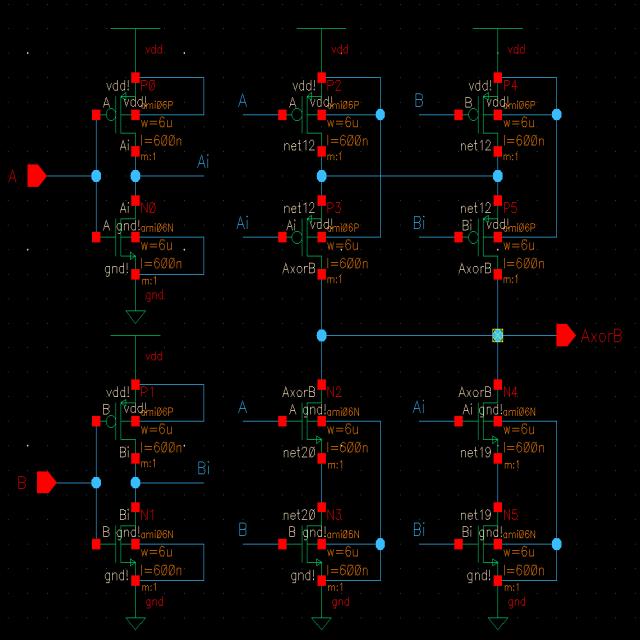 vdd vdd vdd
vdd! P0 vdd! P2 vdd! P4
A vdd! ami06P A A vdd! ami06P B B vdd! ami06P
w=6u w=6u w=6u
l=600n l=600n l=600n
Ai m:1 net12 m:1 net12 m:1
A Ai
Ai N0 net12 P3 net12 P5
A gnd! ami06N Ai Ai vdd! ami06P Bi Bi vdd! ami06P
w=6u w=6u w=6u
l=600n l=600n l=600n
gnd! m:1 AxorB m:1 AxorB m:1
gnd
AxorB
vdd
vdd! P1 AxorB N2 AxorB N4
B vdd! ami06P A A gnd! ami06N Ai Ai gnd! ami06N
w=6u w=6u w=6u
l=600n l=600n l=600n
Bi m:1 net20 m:1 net19 m:1
B Bi
Bi N1 net20 N3 net19 N5
B gnd! ami06N B B gnd! ami06N Bi Bi gnd! ami06N
w=6u w=6u w=6u
l=600n l=600n l=600n
gnd! m:1 gnd! m:1 gnd! m:1
gnd gnd gnd